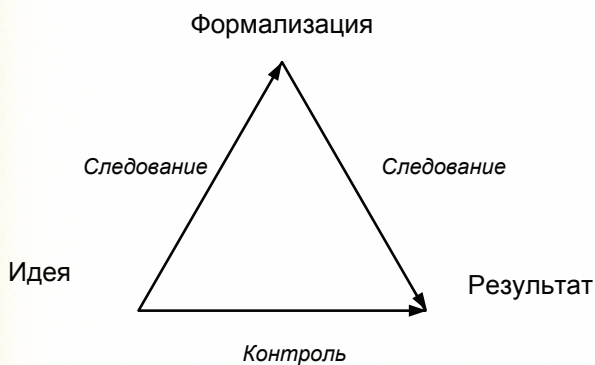 Формализация
Следование
Следование
Идея
Результат
Контроль